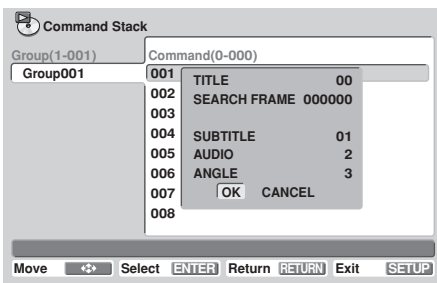 Command Stack
Group(1-001)
Group001
Command(0-000)
001
002
003
004
005
006
007
008
TITLE 00
SEARCH FRAME 000000
SUBTITLE 01
AUDIO 2
ANGLE 3
OK CANCEL
Move Select ENTER Return RETURN Exit SETUP